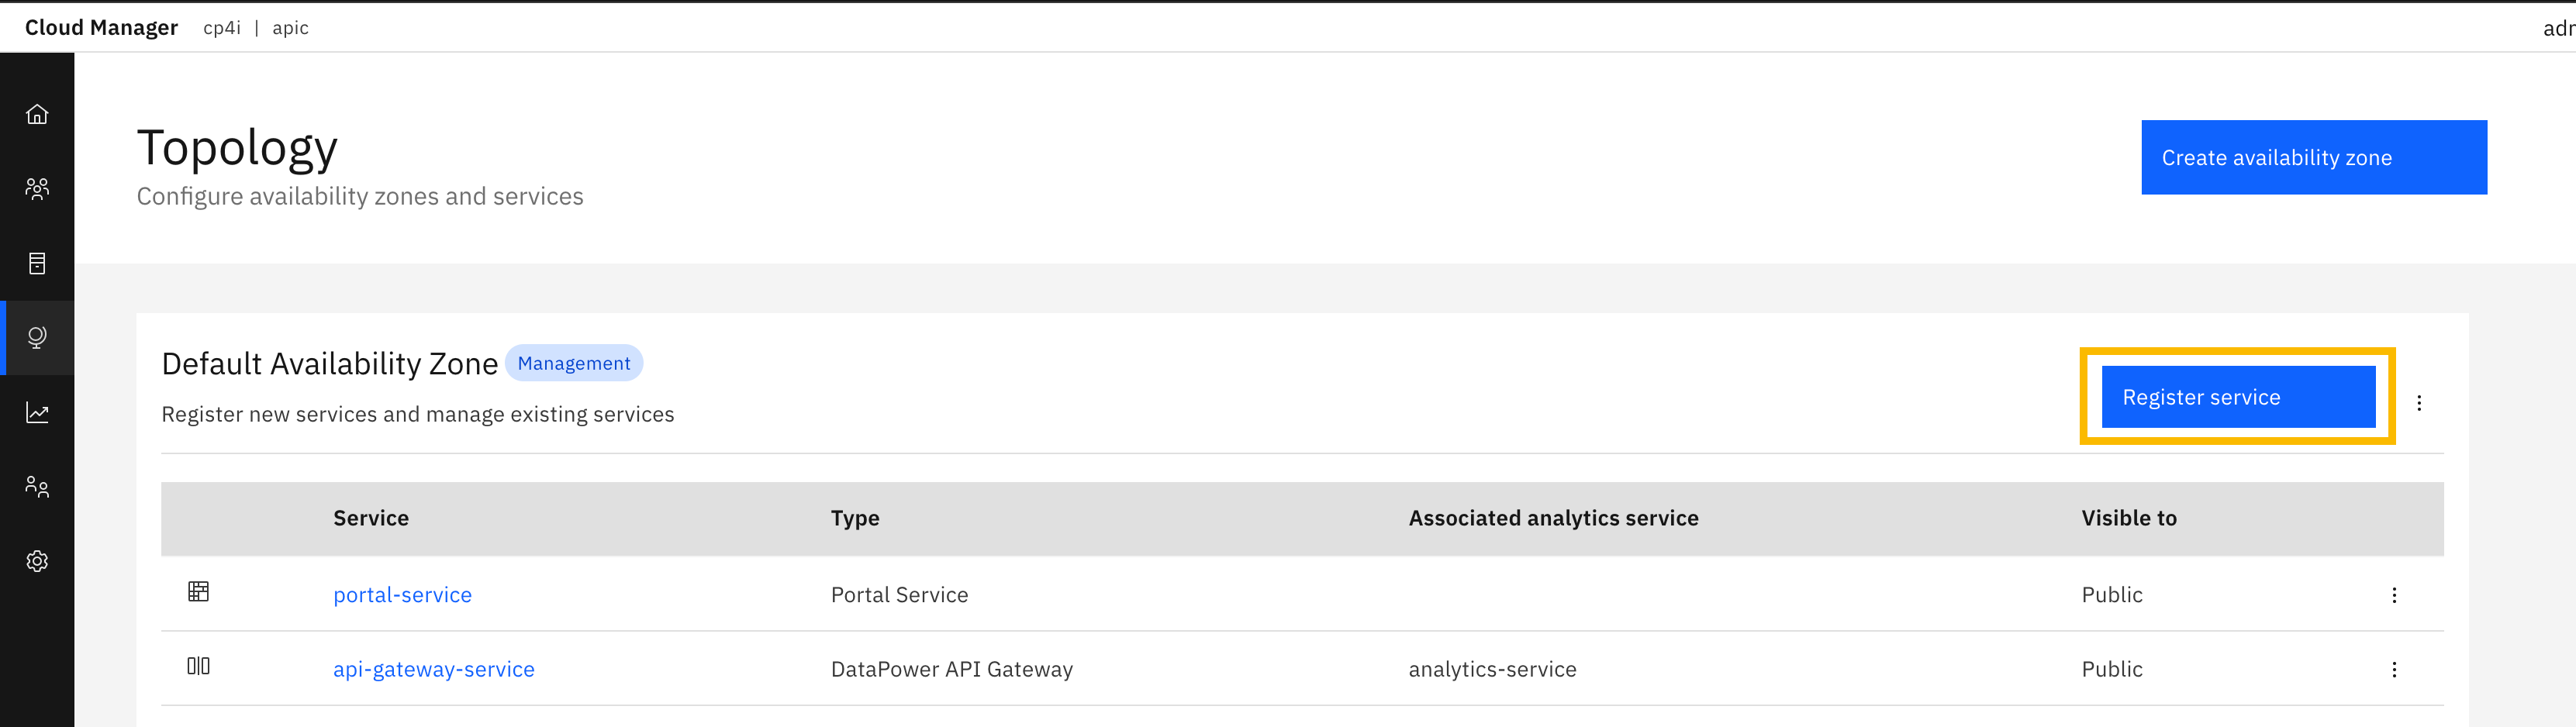 Cloud Manager cp4i | apic
Topology
Configure availability zones and services
Create availability zone
Default Availability Zone Management
Register new services and manage existing services
Register service
Service Type Associated analytics service Visible to
portal-service Portal Service Public
api-gateway-service DataPower API Gateway analytics-service Public